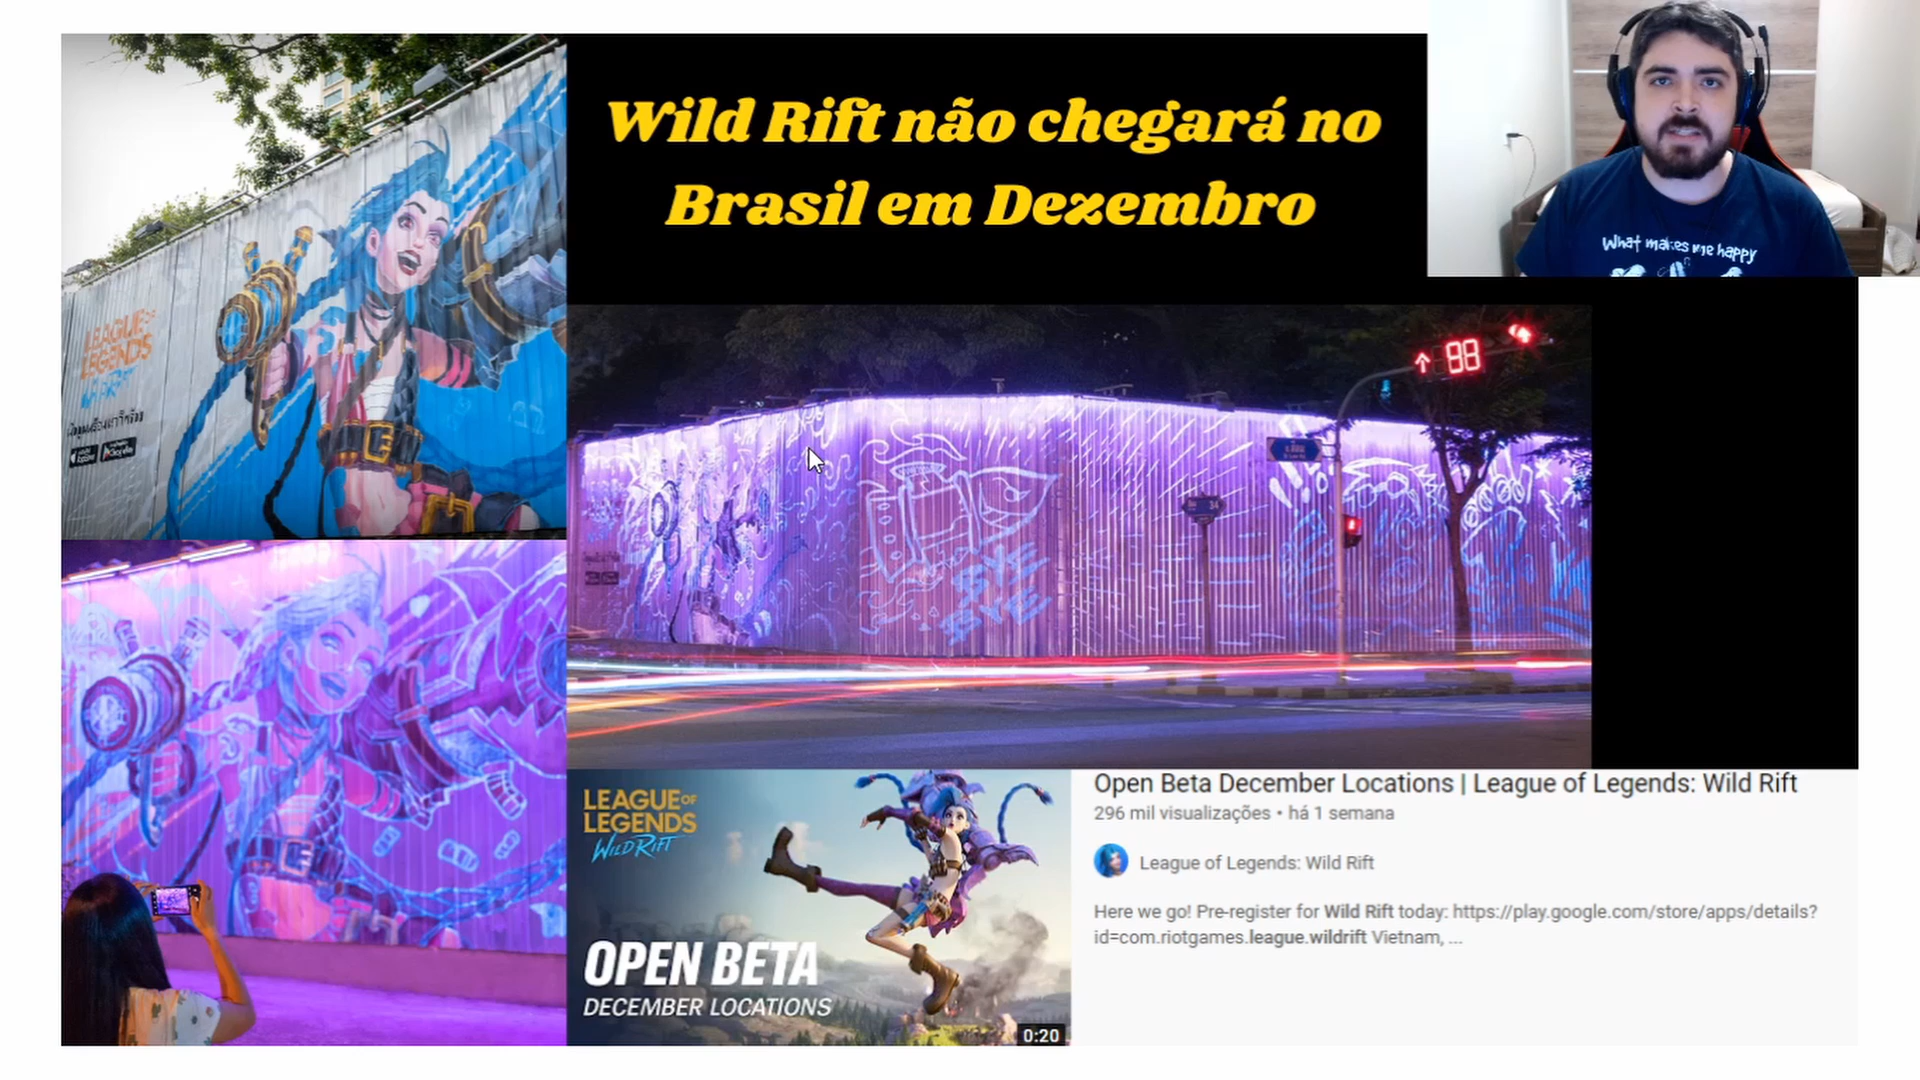 Wild Rift não chegará no
Brasil em Dezembro
What makes me happy
LEAGUE OF
LEGENDS
WILD RIFT
88
34
BYE
BYE
LEAGUE OF
LEGENDS
WILD RIFT
OPEN BETA
DECEMBER LOCATIONS
0:20
Open Beta December Locations | League of Legends: Wild Rift
296 mil visualizações • há 1 semana
League of Legends: Wild Rift
Here we go! Pre-register for Wild Rift today: https://play.google.com/store/apps/details?
id=com.riotgames.league.wildrift Vietnam, ...